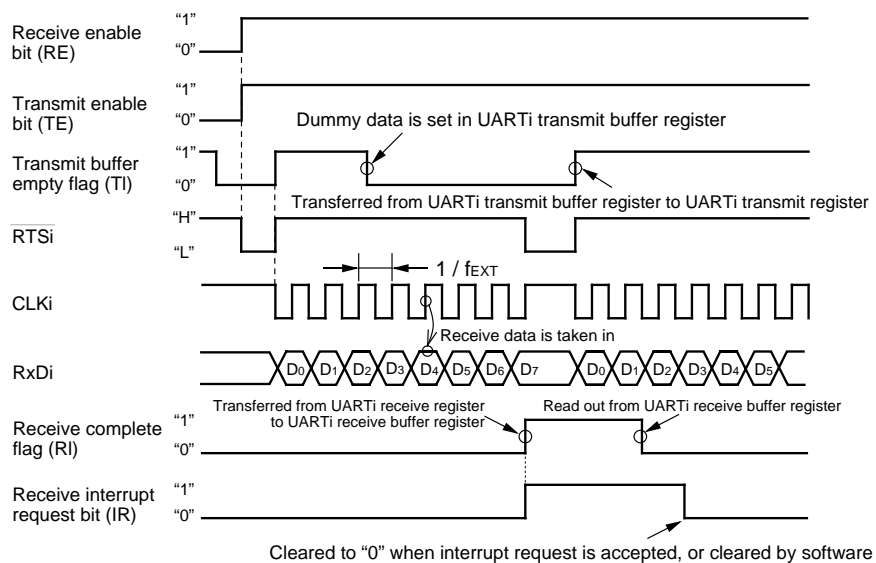 Receive enable
bit (RE)
“1”
“0”
Transmit enable
bit (TE)
“1”
“0”
Dummy data is set in UARTi transmit buffer register
Transmit buffer
empty flag (Tl)
“1”
“0”
Transferred from UARTi transmit buffer register to UARTi transmit register
RTSi
“H”
“L”
1 / fEXT
CLKi
Receive data is taken in
RxDi
D0 D1 D2 D3 D4 D5 D6 D7 D0 D1 D2 D3 D4 D5
Transferred from UARTi receive register
to UARTi receive buffer register
Read out from UARTi receive buffer register
Receive complete
flag (Rl)
“1”
“0”
Receive interrupt
request bit (IR)
“1”
“0”
Cleared to “0” when interrupt request is accepted, or cleared by software